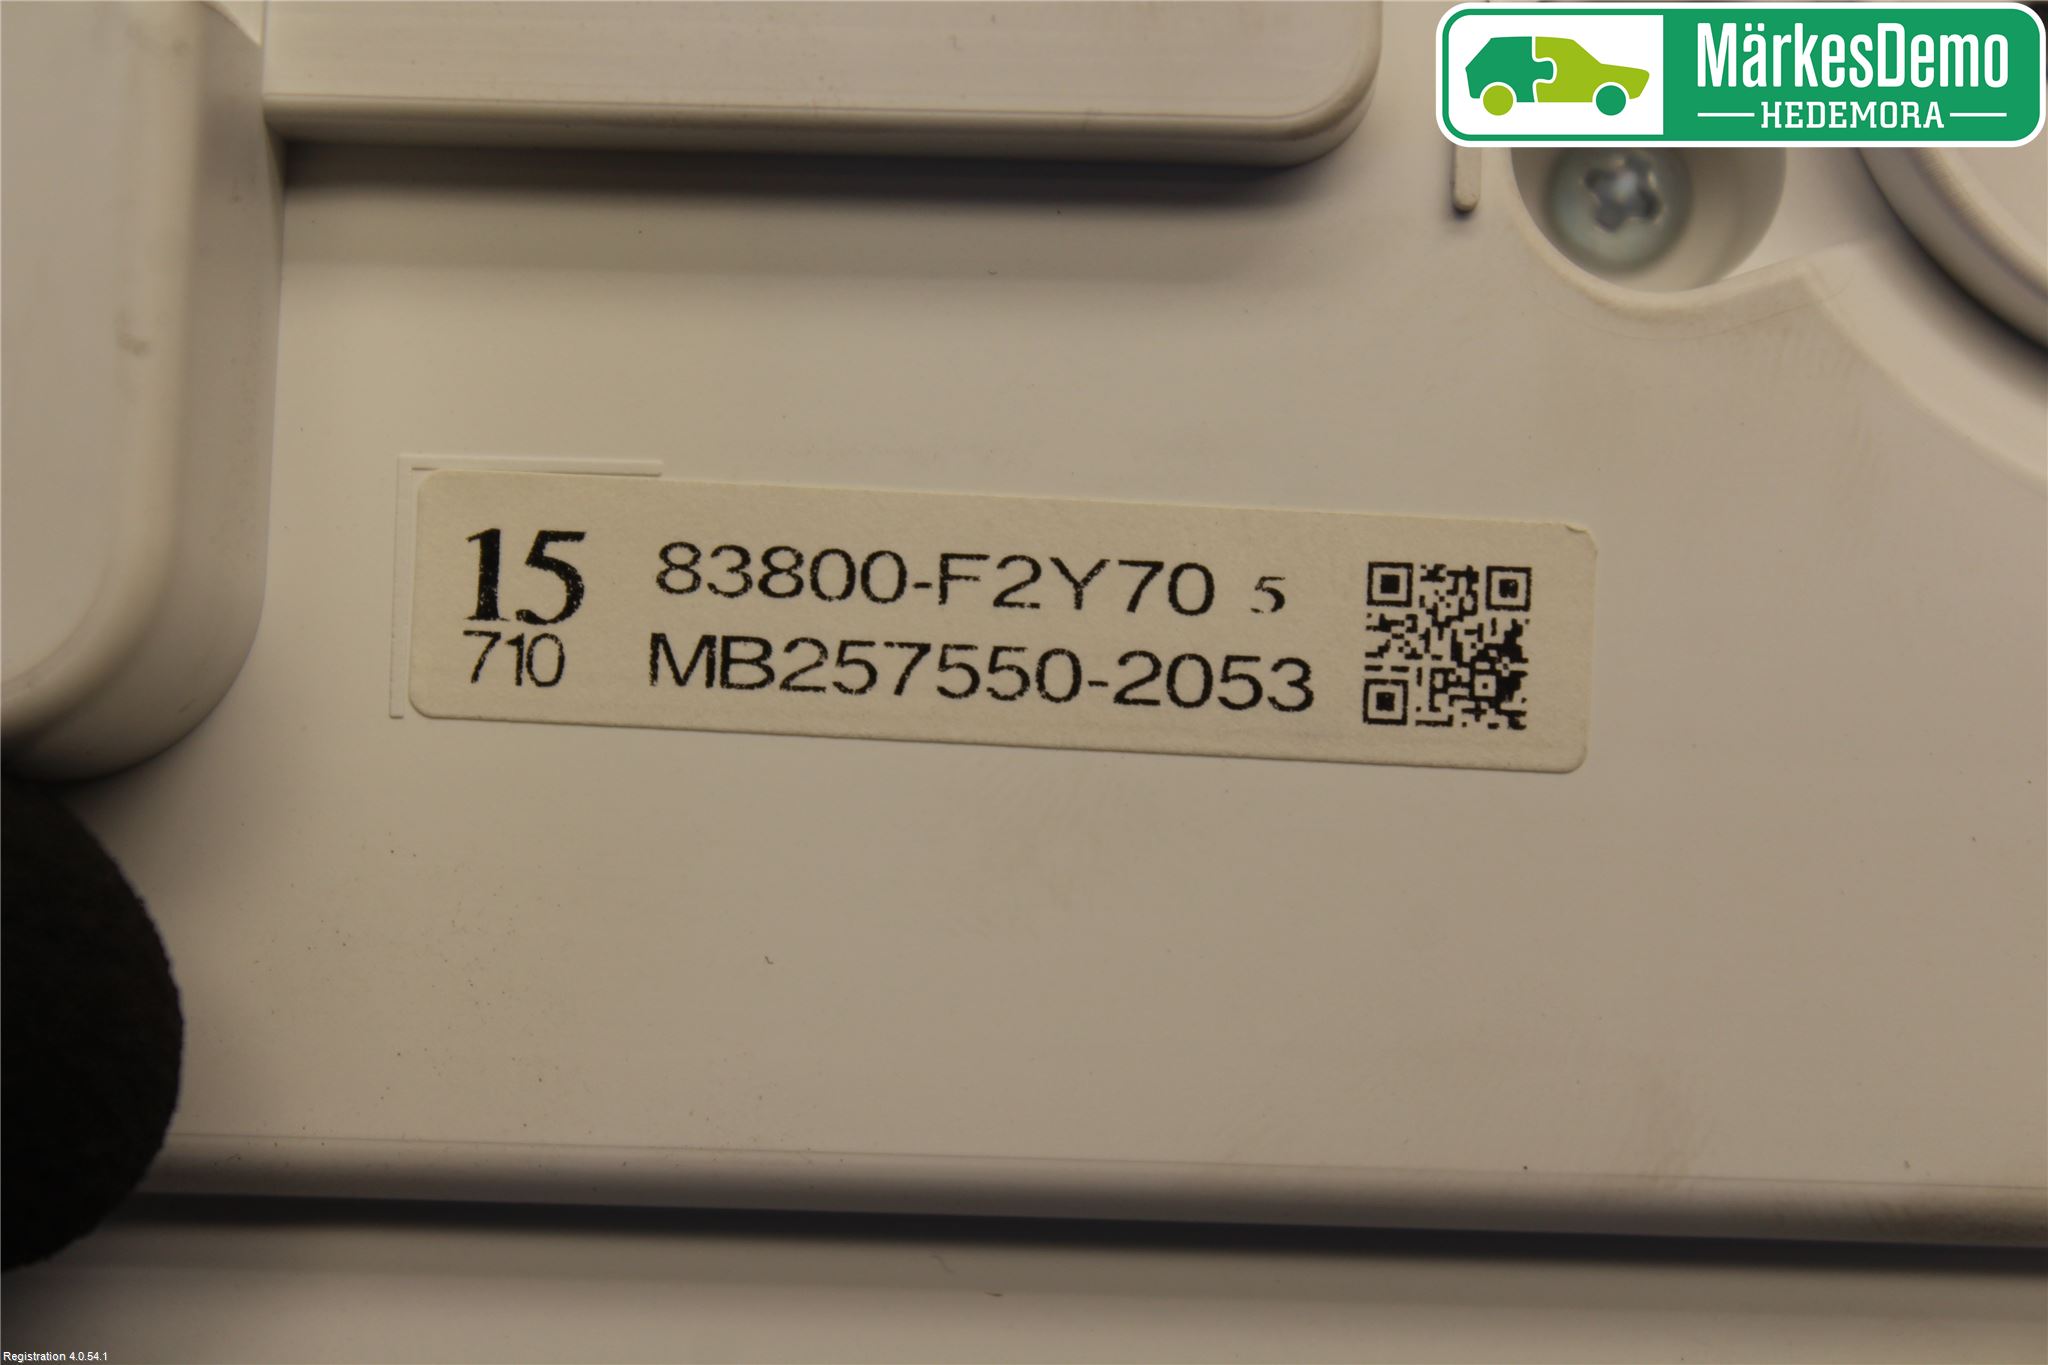 MärkesDemo
HEDEMORA
15 83800-F2Y70 5
710 MB257550-2053
Registration 4.0.54.1